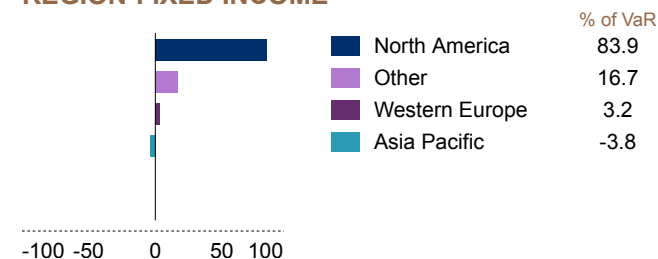 REGION FIXED INCOME
% of VaR
North America 83.9
Other 16.7
Western Europe 3.2
Asia Pacific -3.8
-100 -50 0 50 100